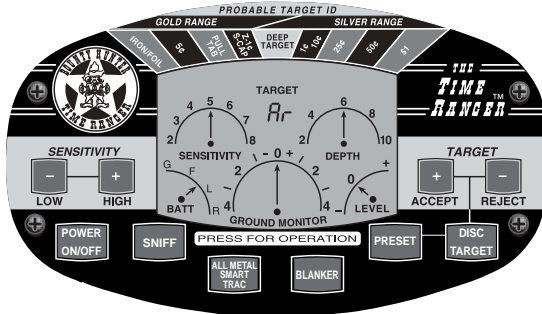 PROBABLE TARGET ID
GOLD RANGE SILVER RANGE
IRON/FOIL 5¢ PULL TAB Z-1¢ S-CAP DEEP TARGET 1¢ 10¢ 25¢ 50¢ $1
BOUNTY HUNTER
TIME RANGER
THE
TIME
RANGER™
TARGET
Ar
2 3 4 5 6 7 8
SENSITIVITY
2 4 6 8 10
DEPTH
G F L R
BATT
4 2 - 0 + 2 4
GROUND MONITOR
- 0 +
LEVEL
SENSITIVITY
- +
LOW HIGH
TARGET
+ -
ACCEPT REJECT
POWER
ON/OFF
SNIFF
PRESS FOR OPERATION
PRESET
DISC
TARGET
ALL METAL
SMART
TRAC
BLANKER